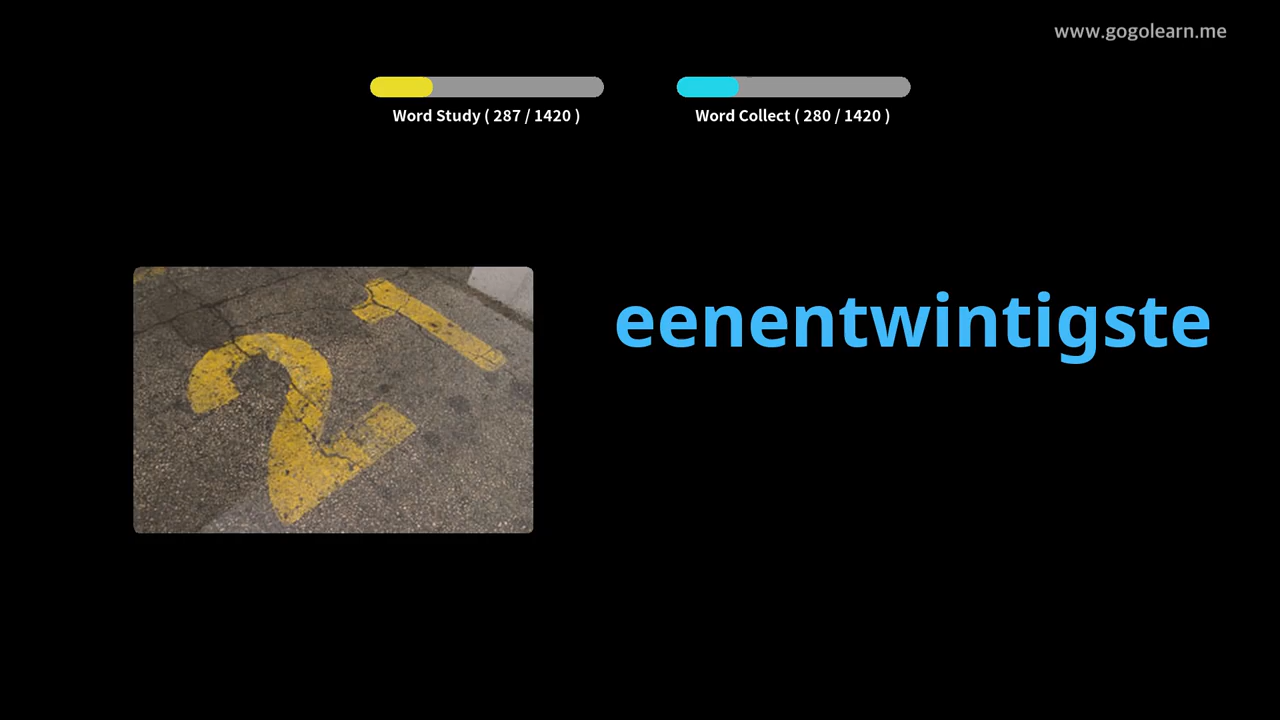 www.gogolearn.me
Word Study ( 287 / 1420 )
Word Collect ( 280 / 1420 )
eenentwintigste
21